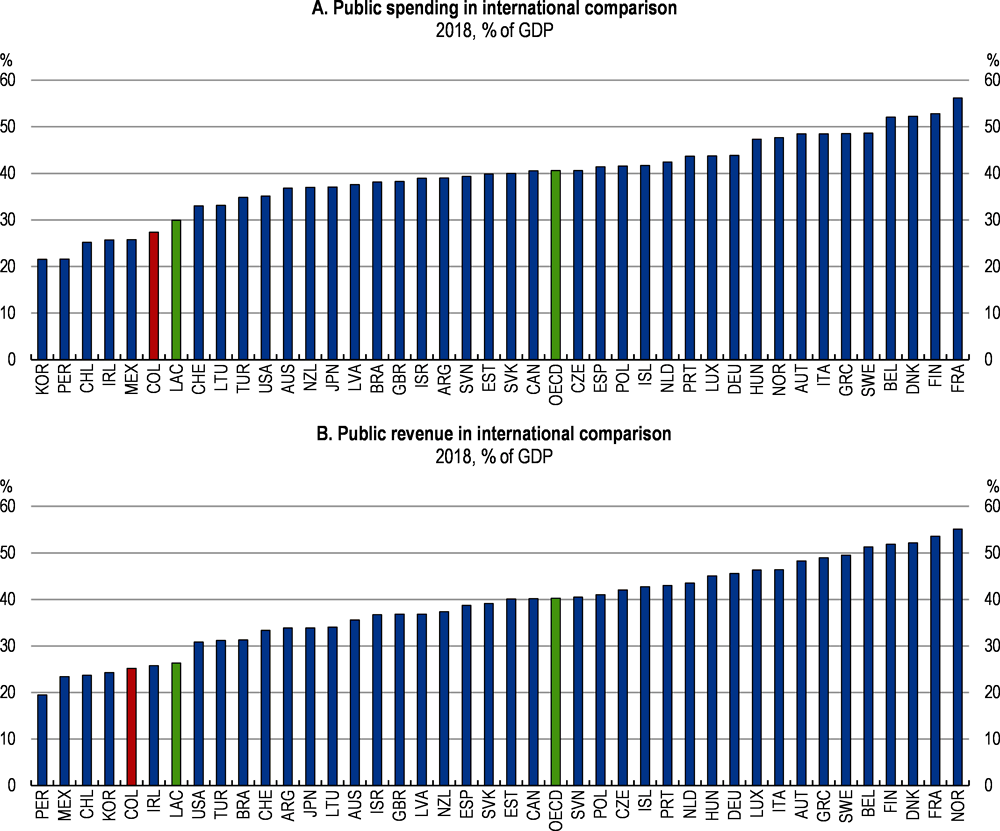 A. Public spending in international comparison
2018, % of GDP
% %
60 60
50 50
40 40
30 30
20 20
10 10
0 0
KOR PER CHL IRL MEX COL LAC CHE LTU TUR USA AUS NZL JPN LVA BRA GBR ISR ARG SVN EST SVK CAN OECD CZE ESP POL ISL NLD PRT LUX DEU HUN NOR AUT ITA GRC SWE BEL DNK FIN FRA
B. Public revenue in international comparison
2018, % of GDP
% %
60 60
50 50
40 40
30 30
20 20
10 10
0 0
PER MEX CHL KOR COL IRL LAC USA TUR BRA CHE ARG JPN LTU AUS ISR GBR LVA NZL ESP SVK EST CAN OECD SVN POL CZE ISL PRT NLD HUN DEU LUX ITA AUT GRC SWE BEL FIN DNK FRA NOR